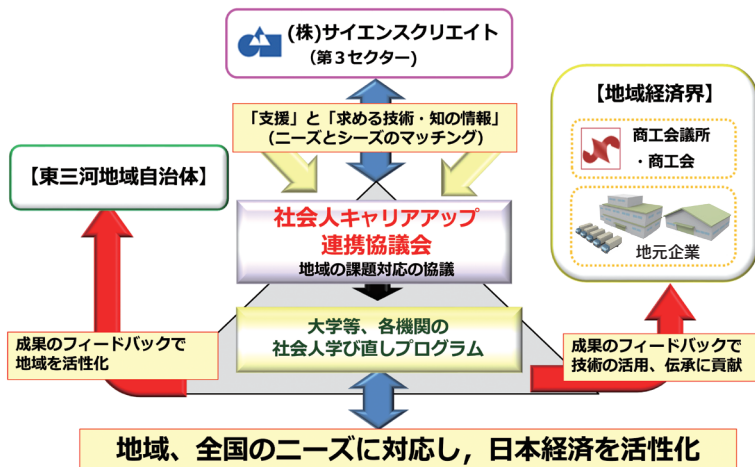 (株)サイエンスクリエイト
(第3セクター)
「支援」と「求める技術・知の情報」
(ニーズとシーズのマッチング)
【地域経済界】
商工会議所
・商工会
地元企業
【東三河地域自治体】
社会人キャリアアップ
連携協議会
地域の課題対応の協議
大学等、各機関の
社会人学び直しプログラム
成果のフィードバックで
地域を活性化
成果のフィードバックで
技術の活用、伝承に貢献
地域、全国のニーズに対応し，日本経済を活性化